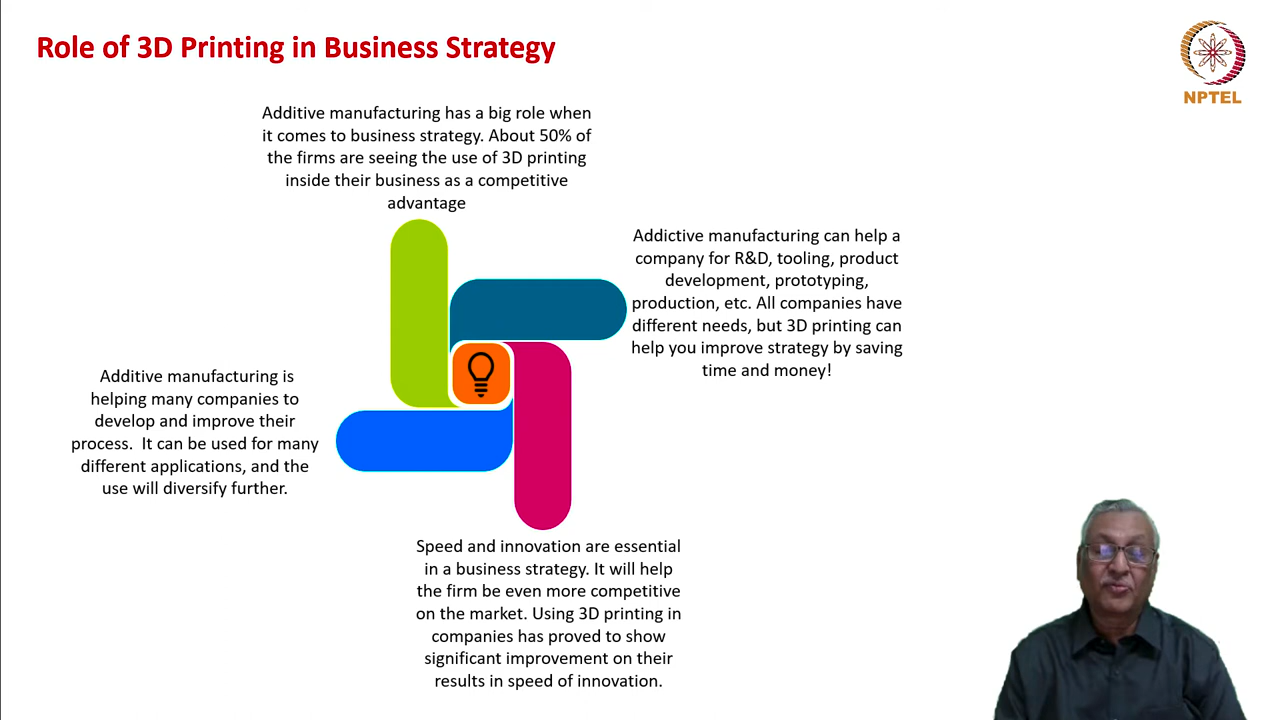 Role of 3D Printing in Business Strategy
NPTEL
Additive manufacturing has a big role when
it comes to business strategy. About 50% of
the firms are seeing the use of 3D printing
inside their business as a competitive
advantage
Addictive manufacturing can help a
company for R&D, tooling, product
development, prototyping,
production, etc. All companies have
different needs, but 3D printing can
help you improve strategy by saving
time and money!
Additive manufacturing is
helping many companies to
develop and improve their
process.  It can be used for many
different applications, and the
use will diversify further.
Speed and innovation are essential
in a business strategy. It will help
the firm be even more competitive
on the market. Using 3D printing in
companies has proved to show
significant improvement on their
results in speed of innovation.